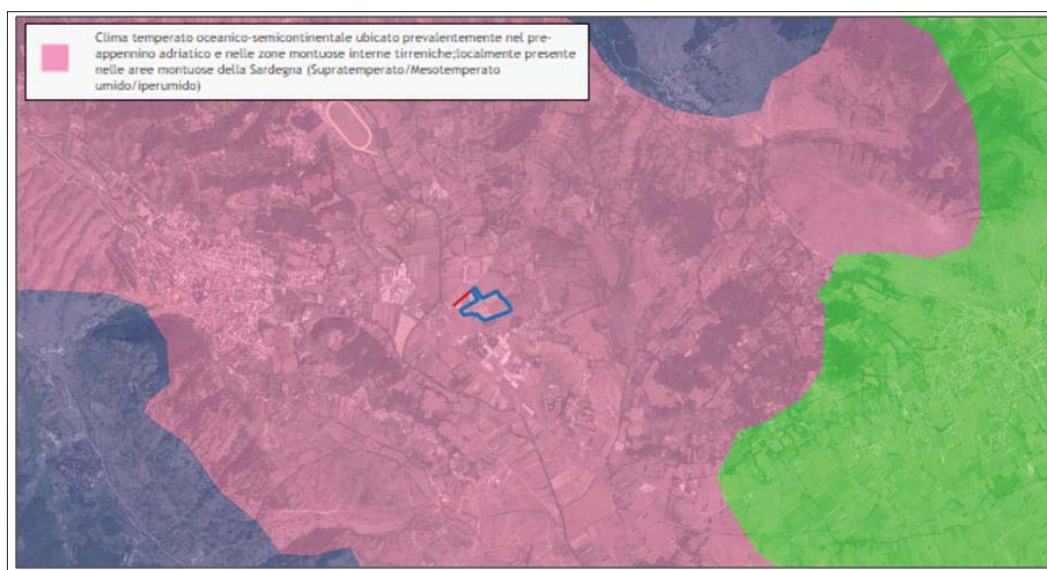 Clima temperato oceanico-semicontinentale ubicato prevalentemente nel pre-
appennino adriatico e nelle zone montuose interne tirreniche;localmente presente
nelle aree montuose della Sardegna (Supratemperato/Mesotemperato
umido/iperumido)